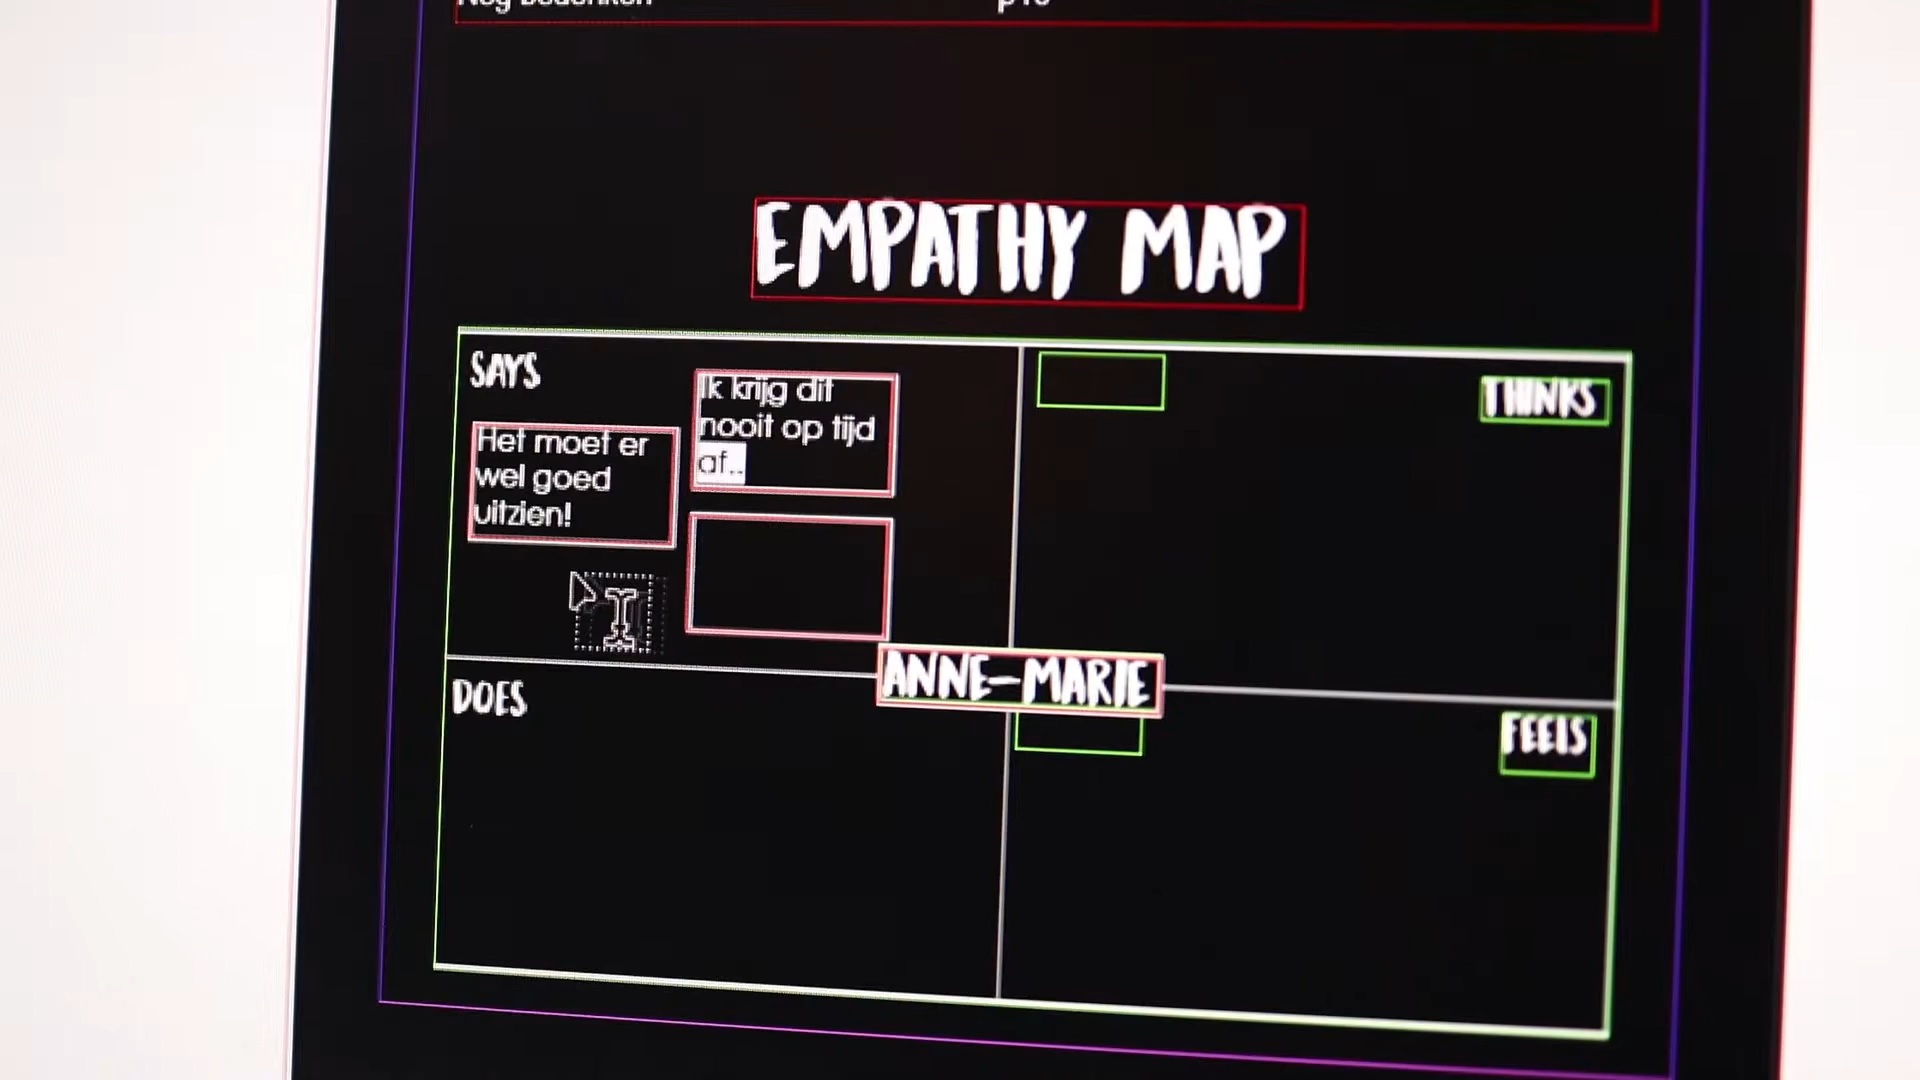 EMPATHY MAP
SAYS
Ik krijg dit
nooit op tijd
af..
Het moet er
wel goed
uitzien!
THINKS
ANNE-MARIE
DOES
FEELS